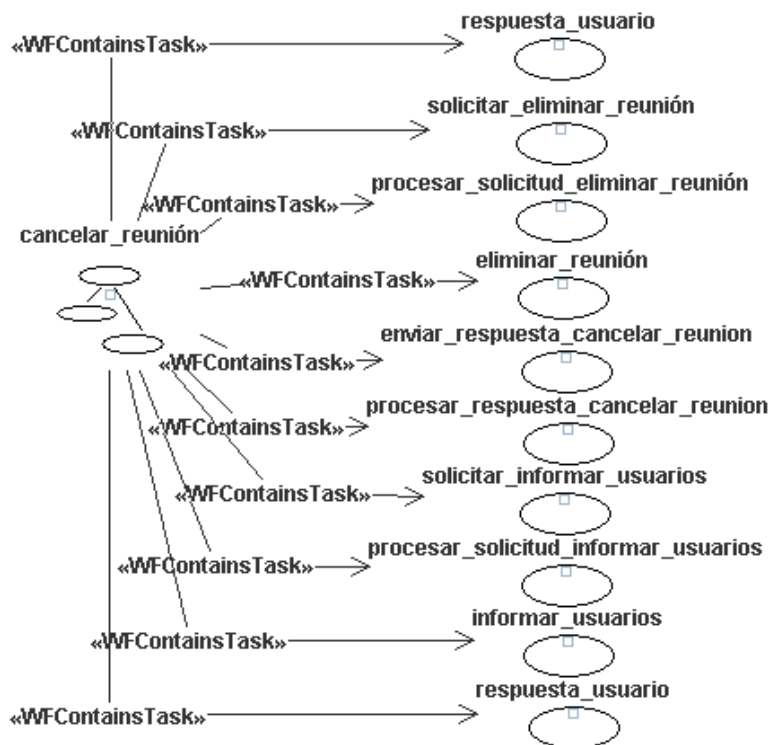 respuesta_usuario
«WFContainsTask»
solicitar_eliminar_reunión
«WFContainsTask»
procesar_solicitud_eliminar_reunión
«WFContainsTask»
cancelar_reunión
eliminar_reunión
«WFContainsTask»
enviar_respuesta_cancelar_reunion
«WFContainsTask»
procesar_respuesta_cancelar_reunion
«WFContainsTask»
solicitar_informar_usuarios
«WFContainsTask»
procesar_solicitud_informar_usuarios
«WFContainsTask»
informar_usuarios
«WFContainsTask»
respuesta_usuario
«WFContainsTask»